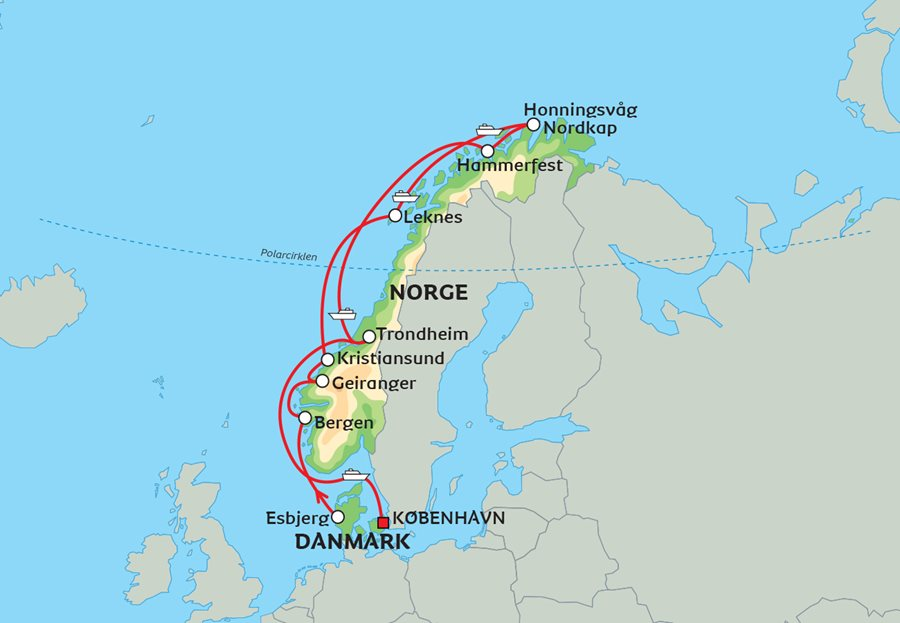 Honningsvåg
Nordkap
Hammerfest
Leknes
Polarcirklen
NORGE
Trondheim
Kristiansund
Geiranger
Bergen
Esbjerg
KØBENHAVN
DANMARK